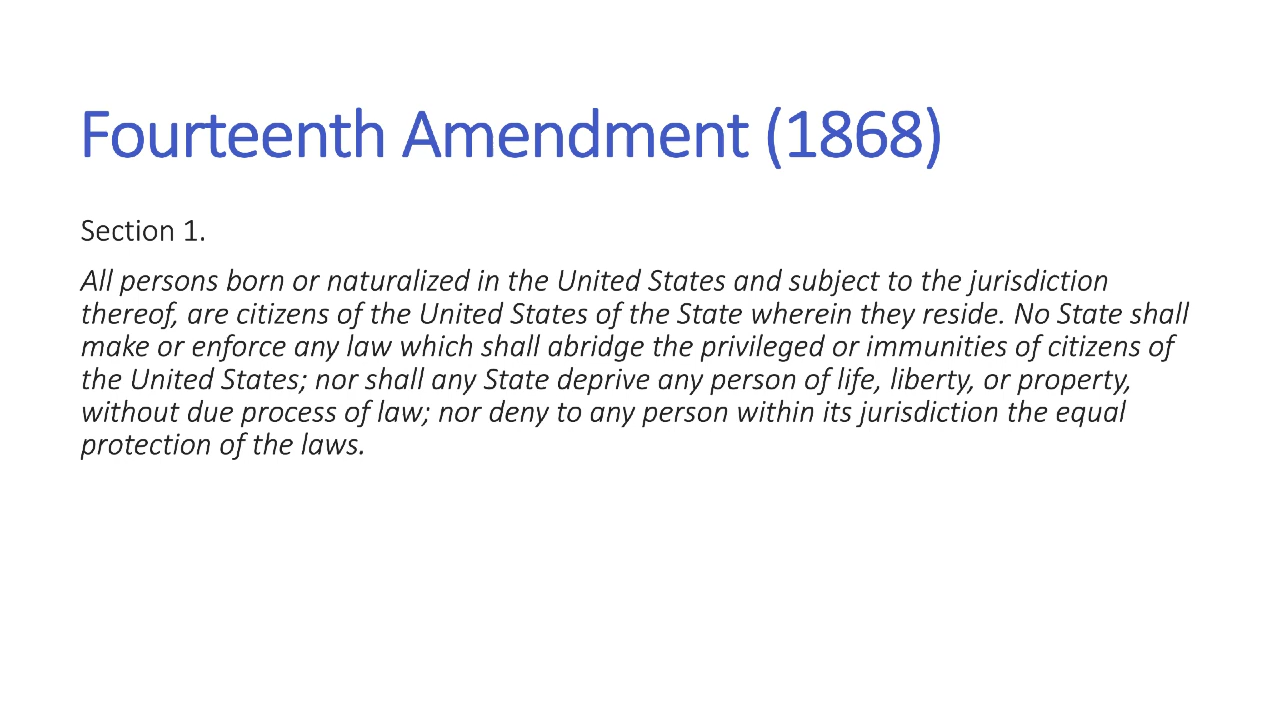 Fourteenth Amendment (1868)
Section 1.
All persons born or naturalized in the United States and subject to the jurisdiction
thereof, are citizens of the United States of the State wherein they reside. No State shall
make or enforce any law which shall abridge the privileged or immunities of citizens of
the United States; nor shall any State deprive any person of life, liberty, or property,
without due process of law; nor deny to any person within its jurisdiction the equal
protection of the laws.